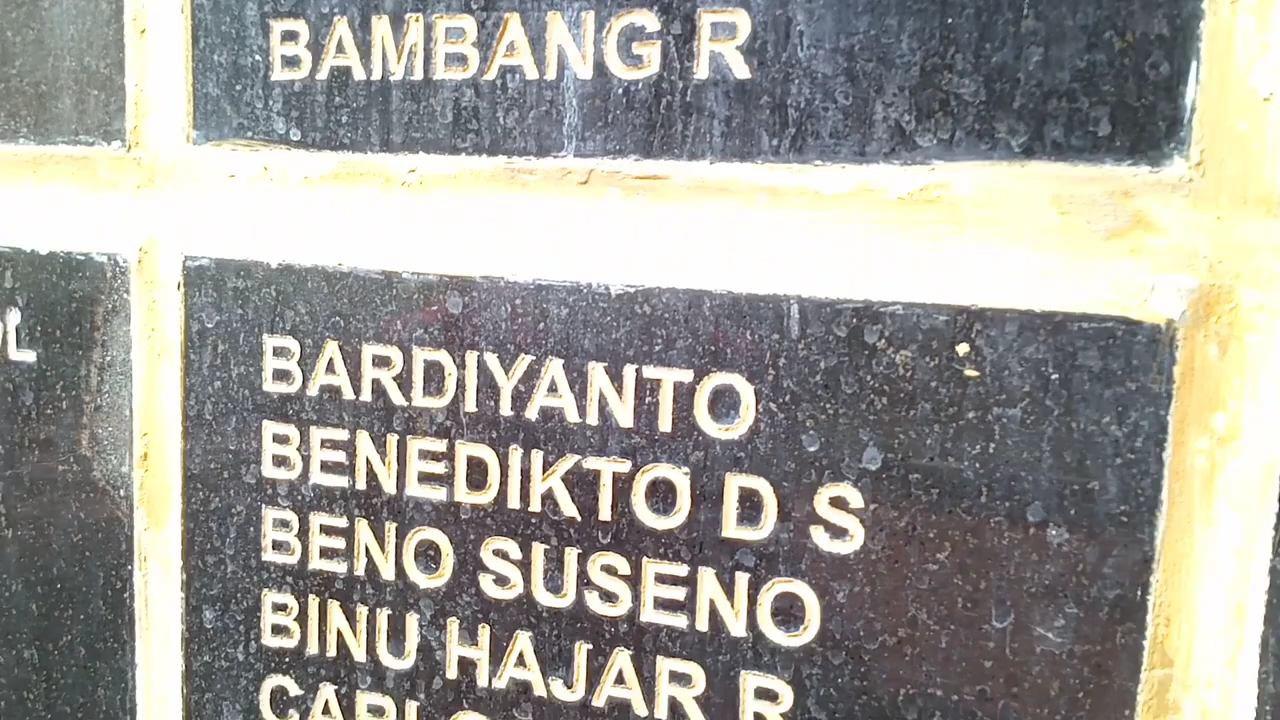 BAMBANG R
BARDIYANTO
BENEDIKTO D S
BENO SUSENO
BINU HAJAR R